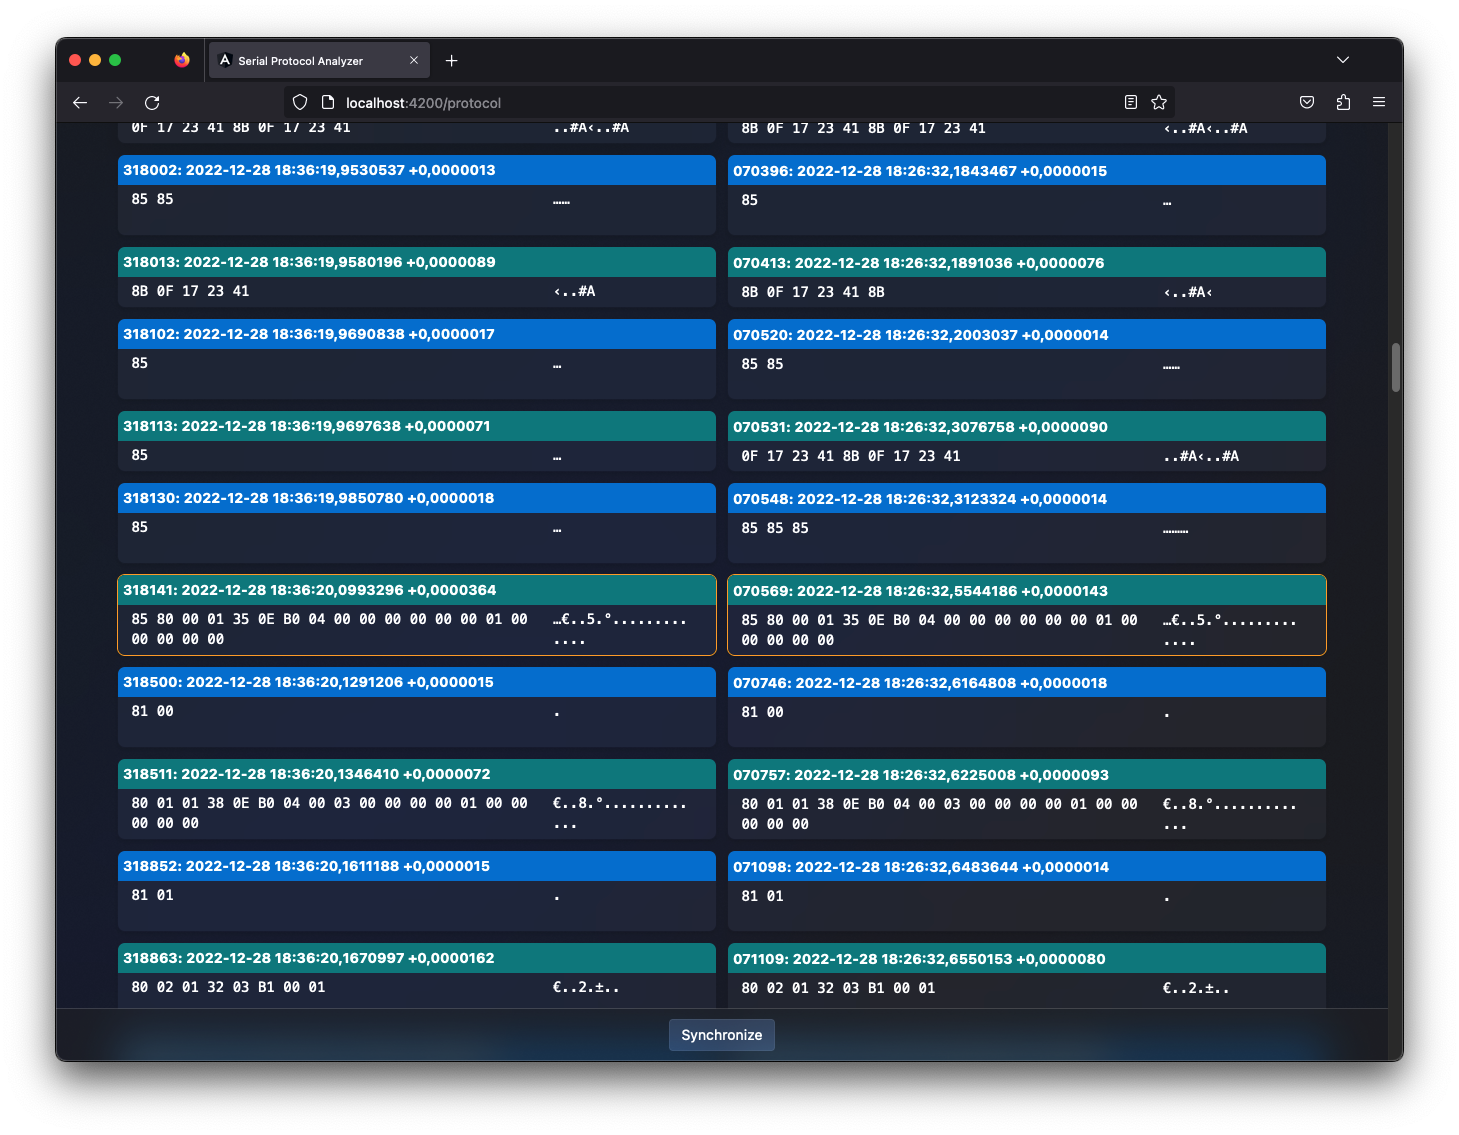 Serial Protocol Analyzer
localhost:4200/protocol
0F 17 23 41 8B 0F 17 23 41 ..#A‹..#A
8B 0F 17 23 41 8B 0F 17 23 41 ‹..#A‹..#A
318002: 2022-12-28 18:36:19,9530537 +0,0000013
85 85 ……
070396: 2022-12-28 18:26:32,1843467 +0,0000015
85 …
318013: 2022-12-28 18:36:19,9580196 +0,0000089
8B 0F 17 23 41 ‹..#A
070413: 2022-12-28 18:26:32,1891036 +0,0000076
8B 0F 17 23 41 8B ‹..#A‹
318102: 2022-12-28 18:36:19,9690838 +0,0000017
85 …
070520: 2022-12-28 18:26:32,2003037 +0,0000014
85 85 ……
318113: 2022-12-28 18:36:19,9697638 +0,0000071
85 …
070531: 2022-12-28 18:26:32,3076758 +0,0000090
0F 17 23 41 8B 0F 17 23 41 ..#A‹..#A
318130: 2022-12-28 18:36:19,9850780 +0,0000018
85 …
070548: 2022-12-28 18:26:32,3123324 +0,0000014
85 85 85 ………
318141: 2022-12-28 18:36:20,0993296 +0,0000364
85 80 00 01 35 0E B0 04 00 00 00 00 00 00 01 00 …€..5.°.........
00 00 00 00 ....
070569: 2022-12-28 18:26:32,5544186 +0,0000143
85 80 00 01 35 0E B0 04 00 00 00 00 00 00 01 00 …€..5.°.........
00 00 00 00 ....
318500: 2022-12-28 18:36:20,1291206 +0,0000015
81 00 .
070746: 2022-12-28 18:26:32,6164808 +0,0000018
81 00 .
318511: 2022-12-28 18:36:20,1346410 +0,0000072
80 01 01 38 0E B0 04 00 03 00 00 00 00 01 00 00 €..8.°..........
00 00 00 ...
070757: 2022-12-28 18:26:32,6225008 +0,0000093
80 01 01 38 0E B0 04 00 03 00 00 00 00 01 00 00 €..8.°..........
00 00 00 ...
318852: 2022-12-28 18:36:20,1611188 +0,0000015
81 01 .
071098: 2022-12-28 18:26:32,6483644 +0,0000014
81 01 .
318863: 2022-12-28 18:36:20,1670997 +0,0000162
80 02 01 32 03 B1 00 01 €..2.±..
071109: 2022-12-28 18:26:32,6550153 +0,0000080
80 02 01 32 03 B1 00 01 €..2.±..
Synchronize